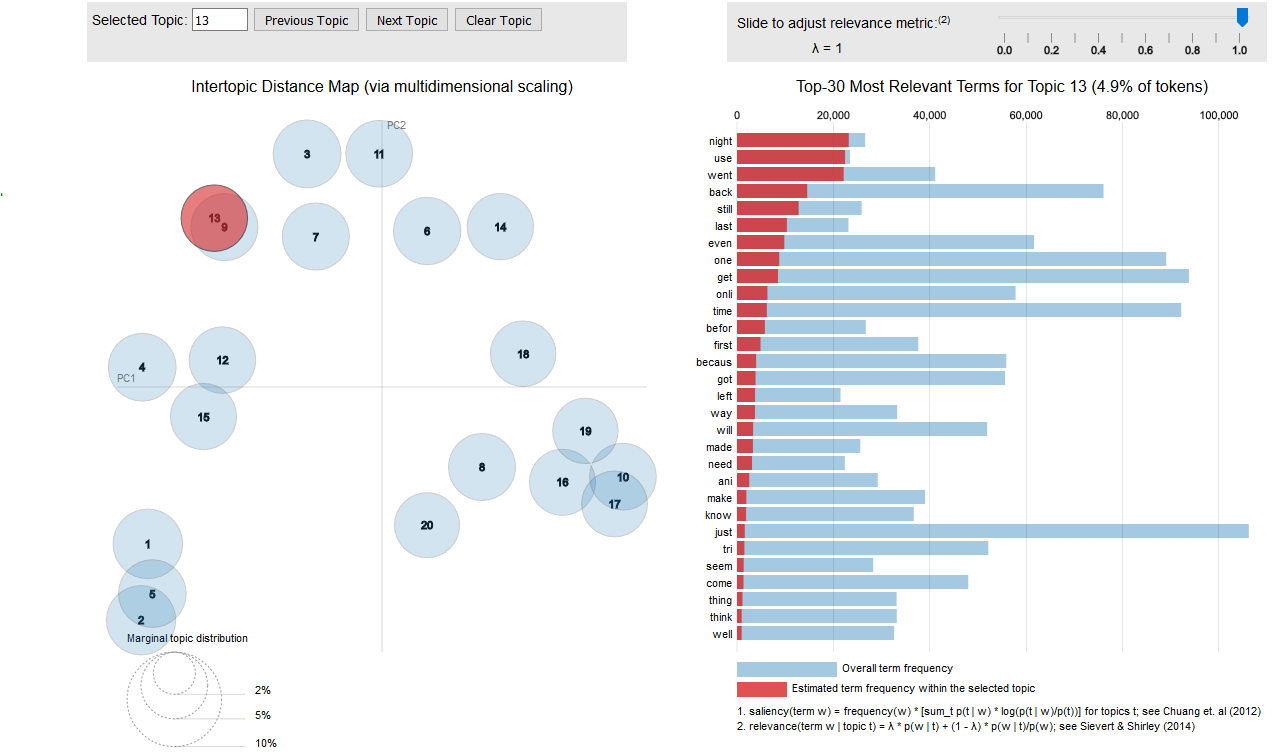 Selected Topic: 13 Previous Topic Next Topic Clear Topic
Slide to adjust relevance metric:(2)
λ = 1
0.0 0.2 0.4 0.6 0.8 1.0
Intertopic Distance Map (via multidimensional scaling)
PC2
3
11
13
9
7
6
14
4
12
18
PC1
15
19
8
16
10
17
20
1
5
2
Marginal topic distribution
2%
5%
10%
Top-30 Most Relevant Terms for Topic 13 (4.9% of tokens)
0 20,000 40,000 60,000 80,000 100,000
night
use
went
back
still
last
even
one
get
onli
time
befor
first
becaus
got
left
way
will
made
need
ani
make
know
just
tri
seem
come
thing
think
well
Overall term frequency
Estimated term frequency within the selected topic
1. saliency(term w) = frequency(w) * [sum_t p(t | w) * log(p(t | w)/p(t))] for topics t; see Chuang et. al (2012)
2. relevance(term w | topic t) = λ * p(w | t) + (1 - λ) * p(w | t)/p(w); see Sievert & Shirley (2014)